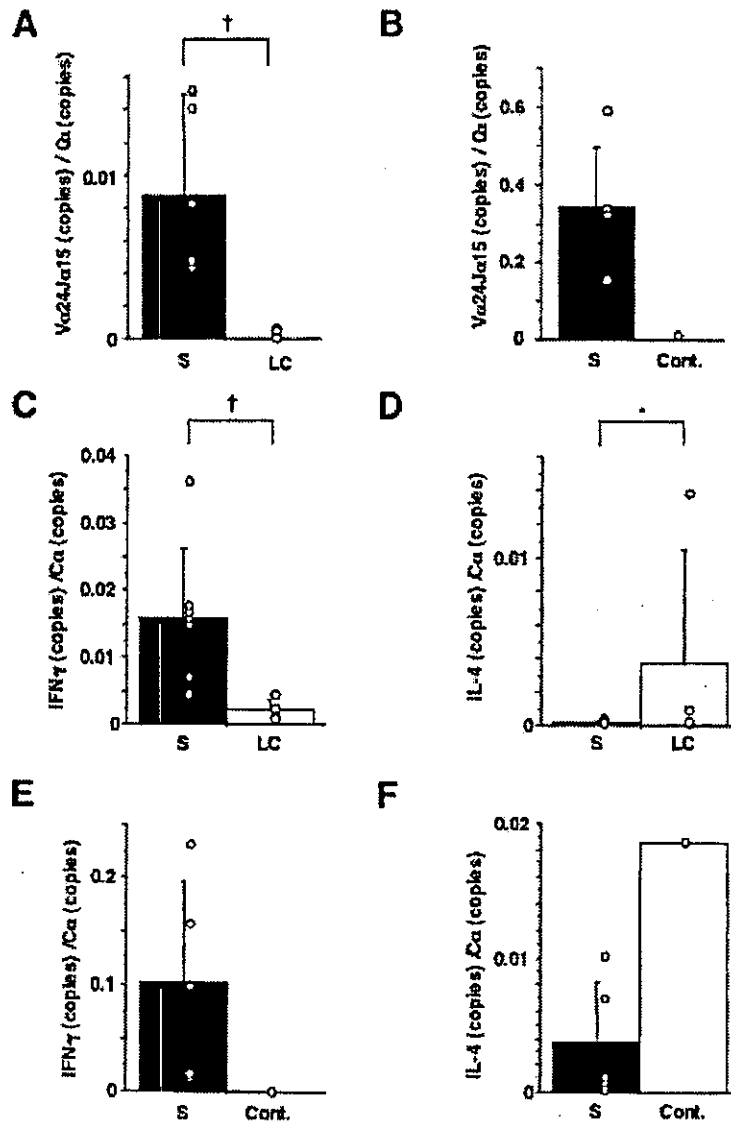 A
†
Vα24Jα15 (copies) / Cα (copies)
0.01
0
S
LC
B
Vα24Jα15 (copies) / Cα (copies)
0.6
0.4
0.2
0
S
Cont.
C
†
IFN-γ (copies) /Cα (copies)
0.04
0.03
0.02
0.01
0
S
LC
D
*
IL-4 (copies) /Cα (copies)
0.01
0
S
LC
E
IFN-γ (copies) /Cα (copies)
0.2
0.1
0
S
Cont.
F
IL-4 (copies) /Cα (copies)
0.02
0.01
0
S
Cont.